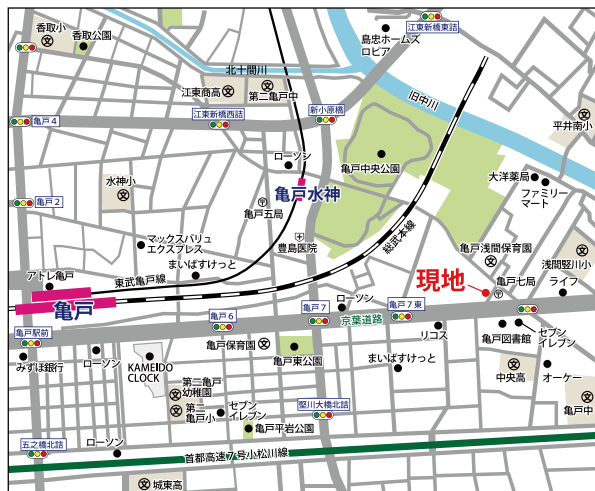 香取小
香取公園
島忠ホームズ
ロピア
江東新橋東詰
北十間川
旧中川
江東商高
第二亀戸中
新小原橋
江東新橋西詰
亀戸4
平井南小
ローソン
亀戸中央公園
水神小
亀戸水神
大洋薬局
ファミリー
マート
亀戸2
亀戸五局
マックスバリュ
エクスプレス
豊島医院
総武本線
亀戸浅間保育園
浅間竪川小
まいばすけっと
東武亀戸線
アトレ亀戸
現地
亀戸七局
ライフ
亀戸
亀戸6
亀戸7
ローソン
京葉道路
亀戸7東
亀戸駅前
リコス
亀戸図書館
セブン
イレブン
みずほ銀行
ローソン
KAMEIDO
CLOCK
亀戸保育園
亀戸東公園
まいばすけっと
中央高
オーケー
第二亀戸
幼稚園
第二
亀戸小
セブン
イレブン
亀戸平岩公園
竪川大橋北詰
亀戸中
五之橋北詰
ローソン
首都高速7号小松川線
城東高